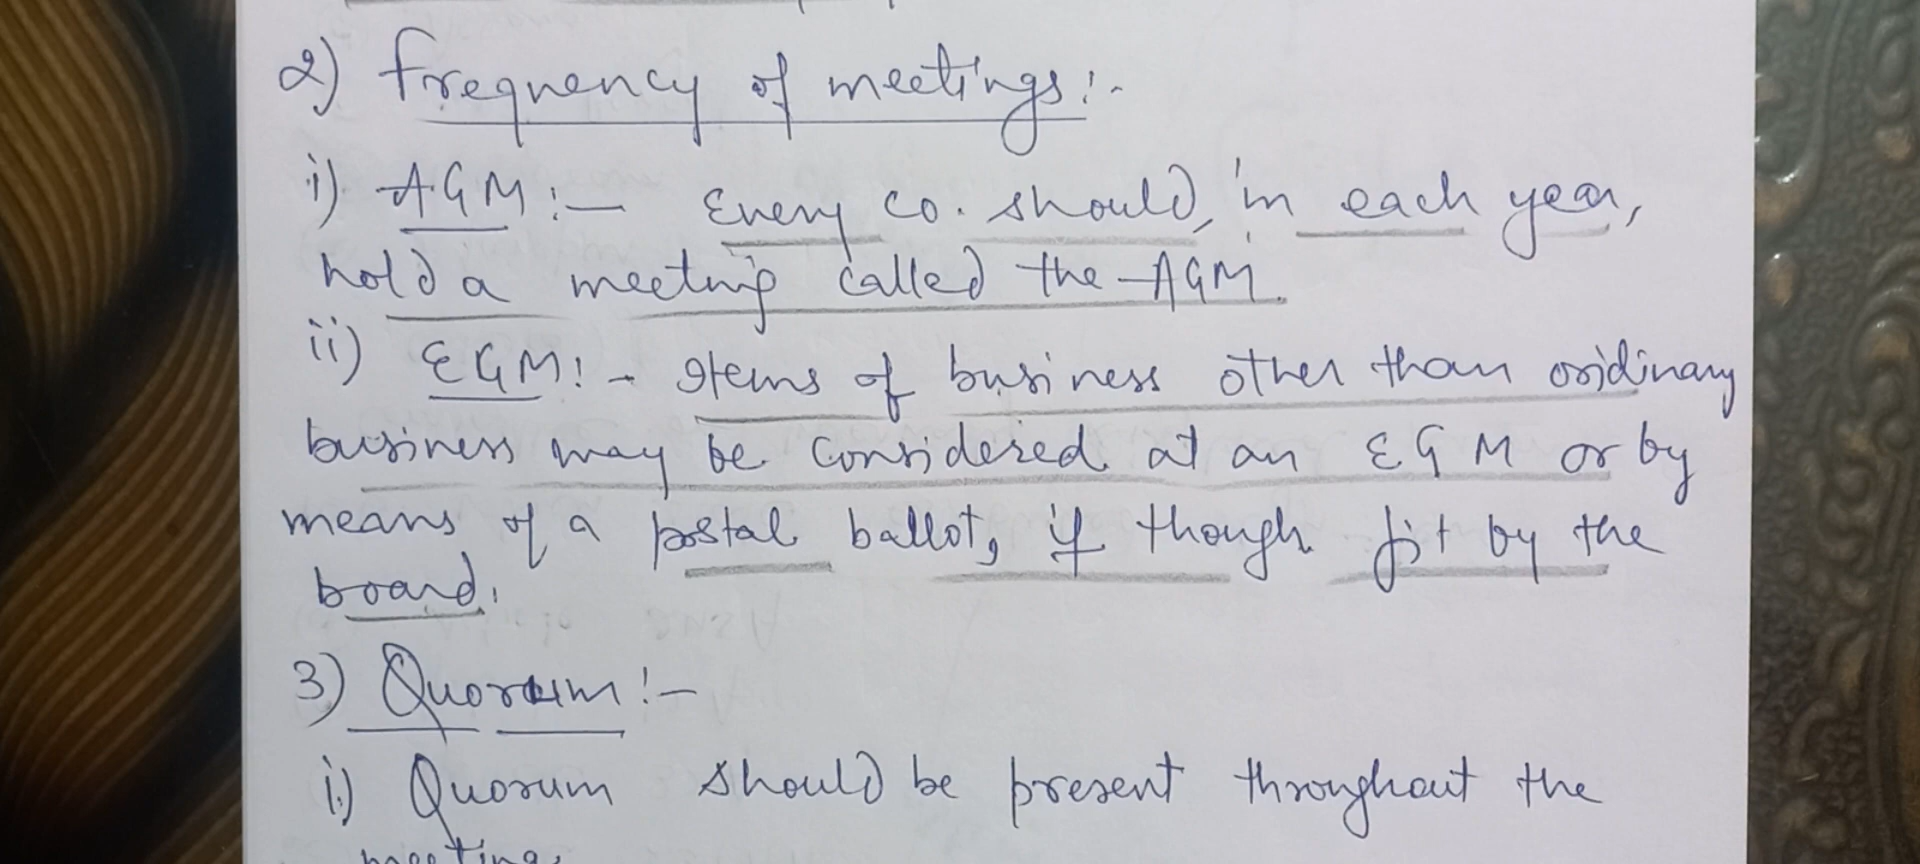 2) Frequency of meetings:-
i) AGM:- Every co. should, in each year,
hold a meeting called the AGM.
ii) EGM:- Items of business other than ordinary
business may be considered at an EGM or by
means of a postal ballot, if though fit by the
board.
3) Quorum:-
i) Quorum should be present throughout the
meeting.